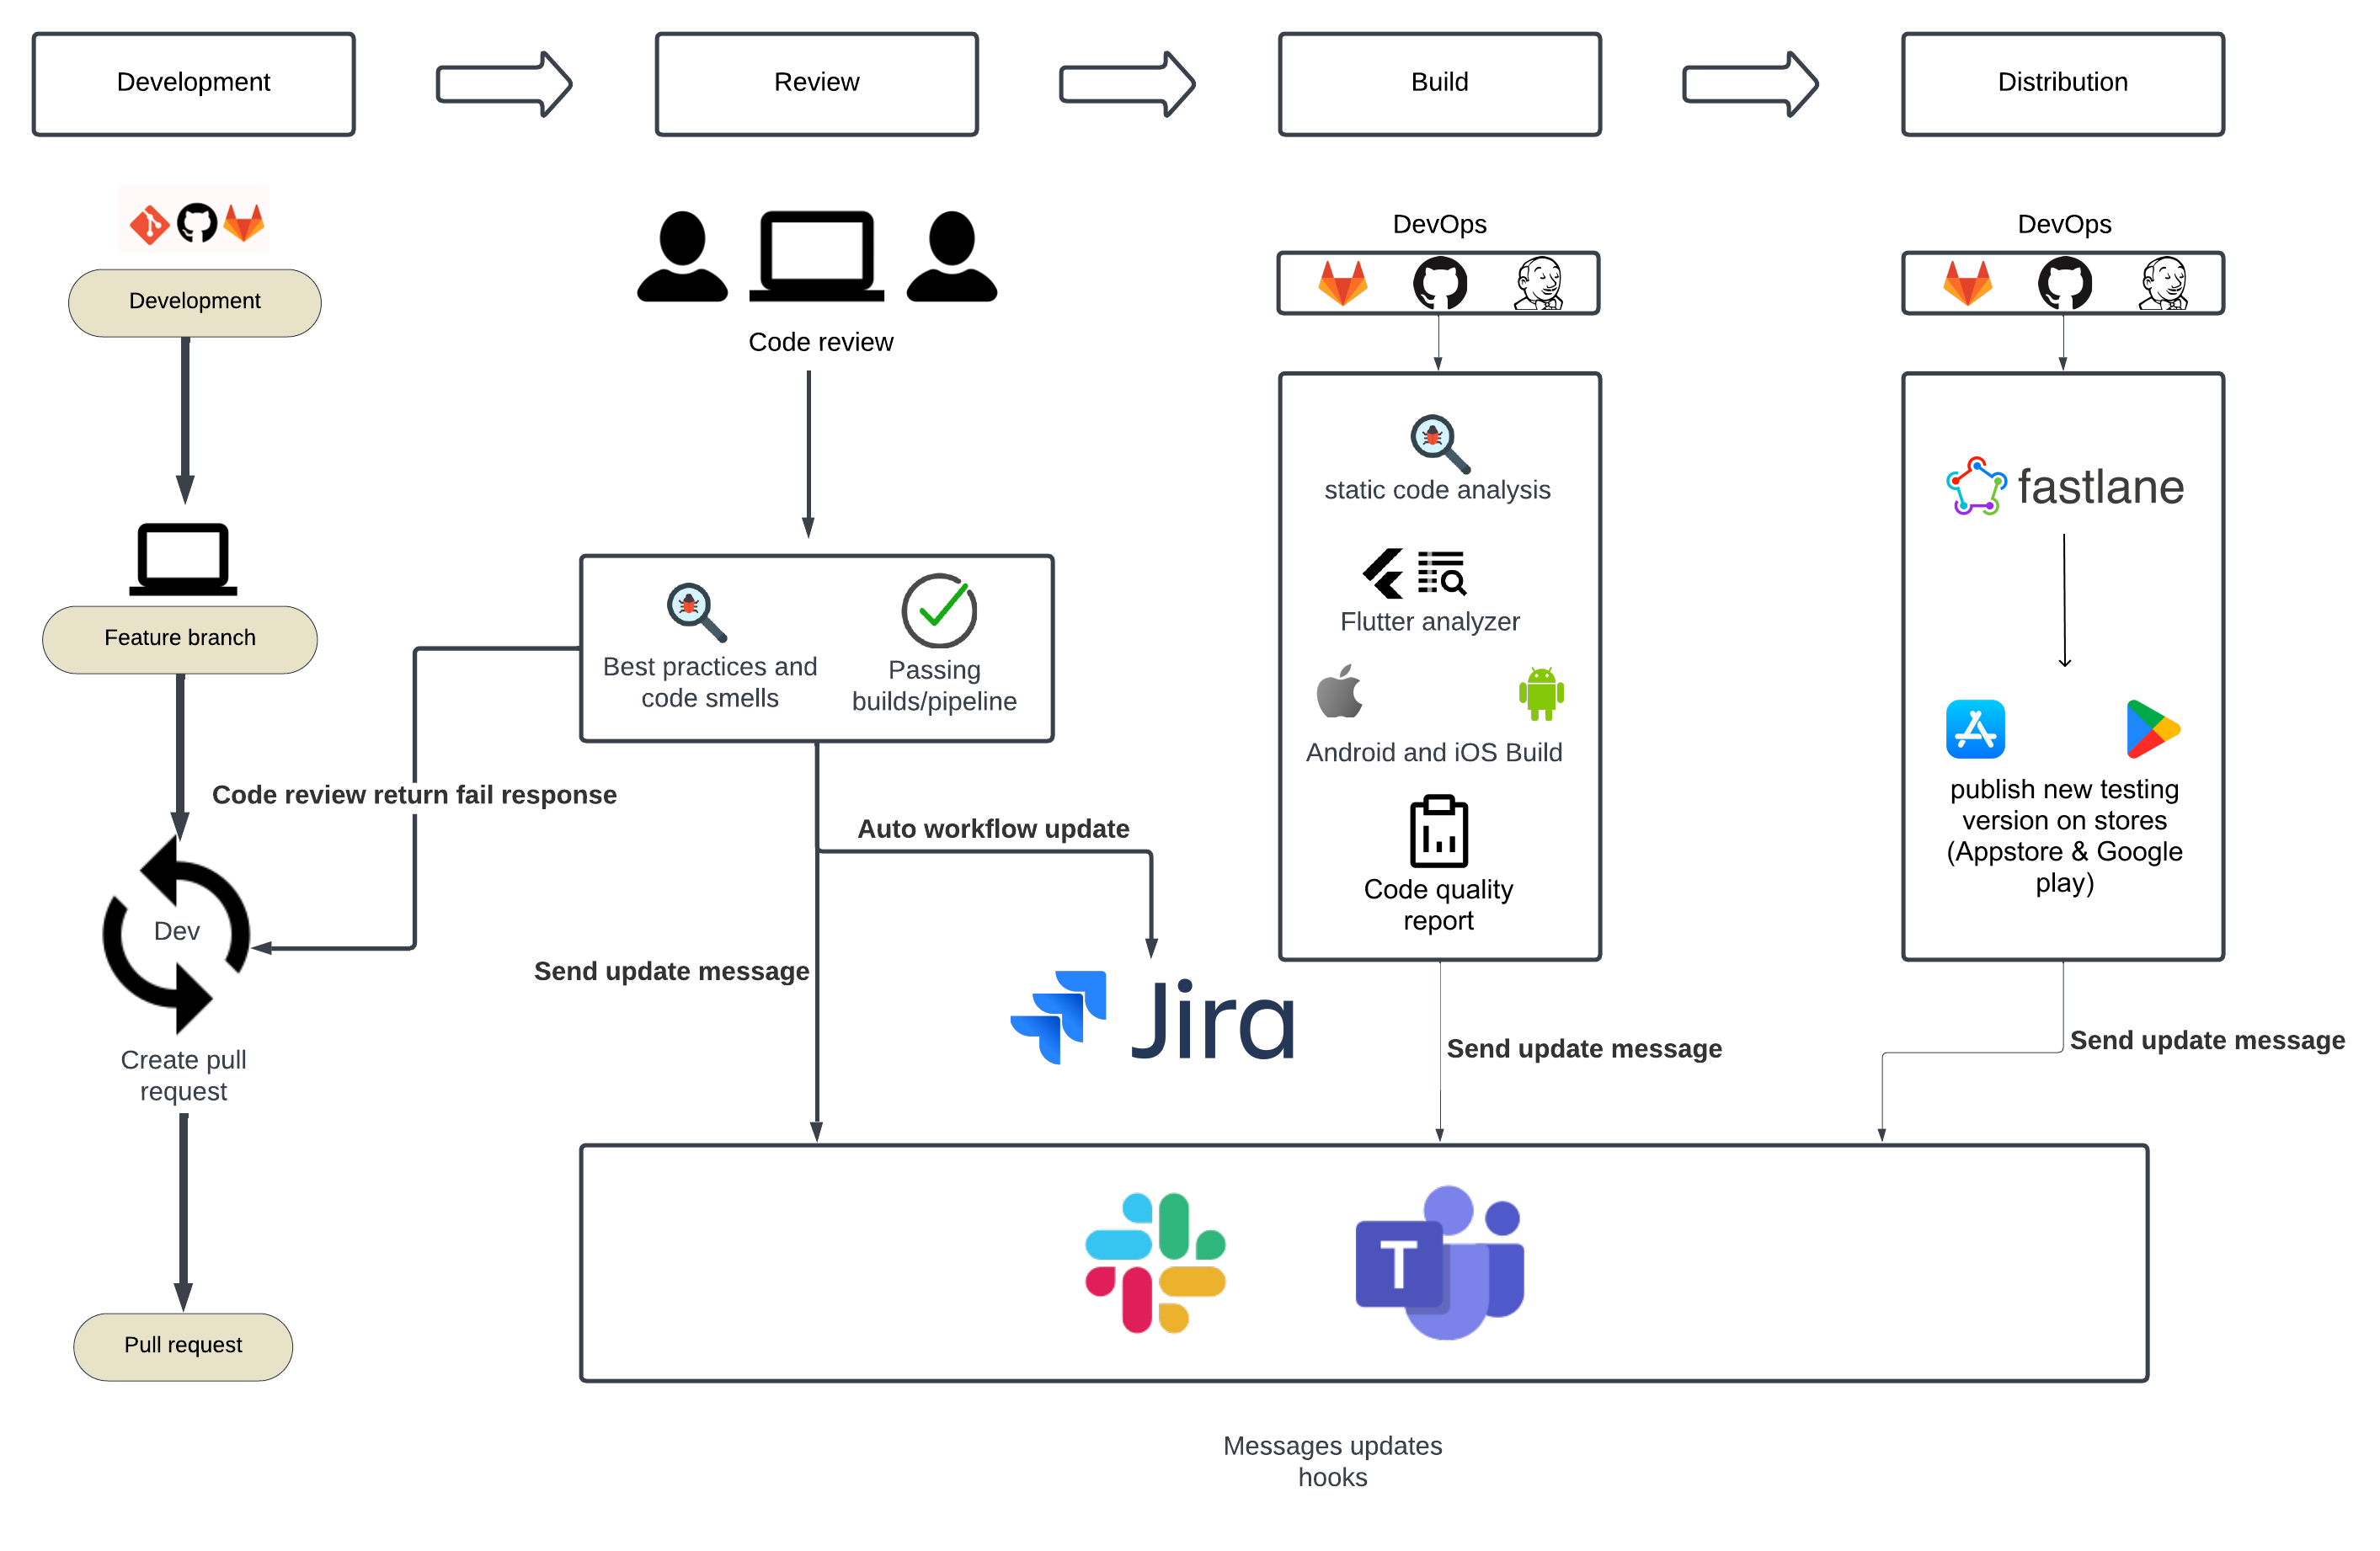 Development
Review
Build
Distribution
Development
Feature branch
Code review return fail response
Dev
Create pull
request
Pull request
Code review
Best practices and
code smells
Passing
builds/pipeline
Auto workflow update
Send update message
Jira
DevOps
static code analysis
Flutter analyzer
Android and iOS Build
Code quality
report
Send update message
DevOps
fastlane
publish new testing
version on stores
(Appstore & Google
play)
Send update message
T
Messages updates
hooks